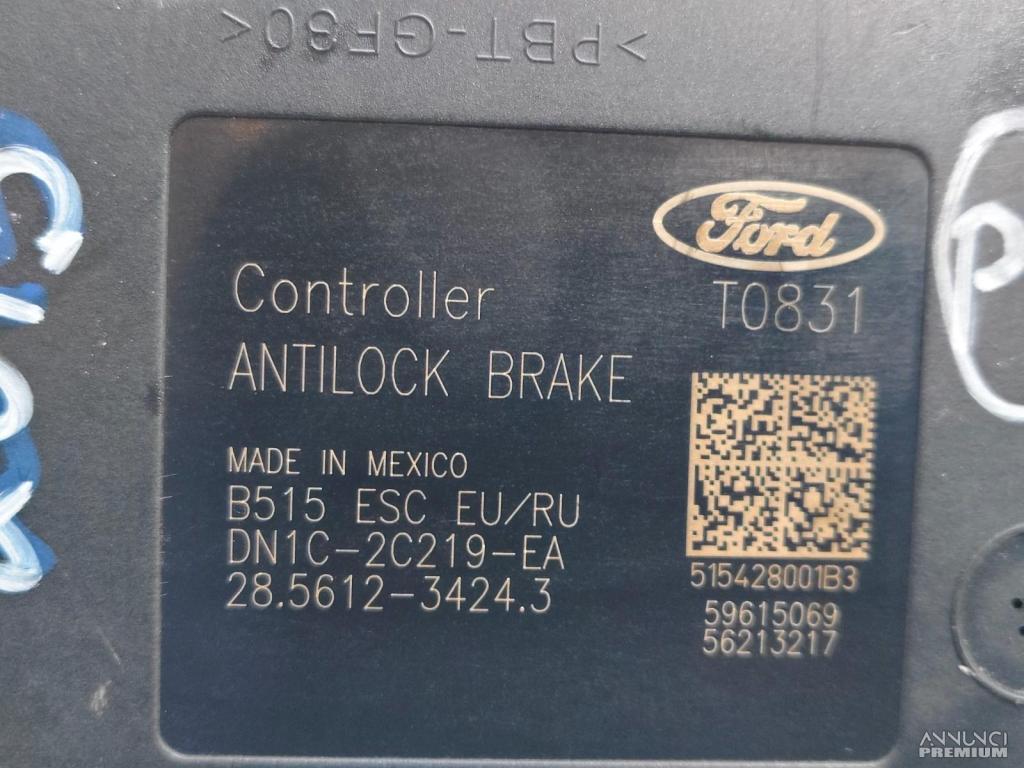 >PBT-GF30<
Ford
Controller
T0831
ANTILOCK BRAKE
MADE IN MEXICO
B515 ESC EU/RU
DN1C-2C219-EA
28.5612-3424.3
515428001B3
59615069
56213217
ANNUNCI
PREMIUM